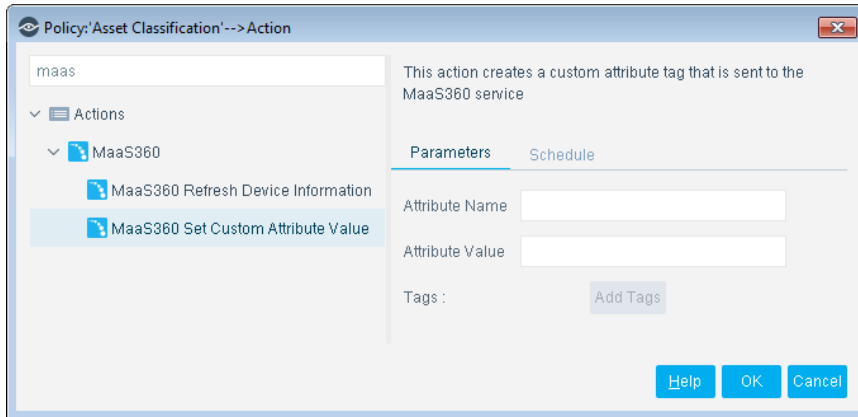 Policy:'Asset Classification'-->Action
maas
Actions
MaaS360
MaaS360 Refresh Device Information
MaaS360 Set Custom Attribute Value
This action creates a custom attribute tag that is sent to the
MaaS360 service
Parameters Schedule
Attribute Name
Attribute Value
Tags : Add Tags
Help OK Cancel